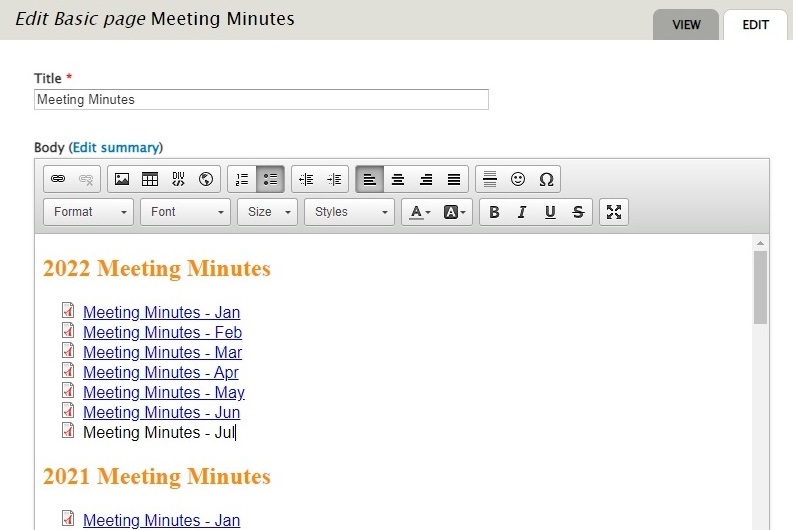 Edit Basic page Meeting Minutes
VIEW
EDIT
Title *
Meeting Minutes
Body (Edit summary)
DIV
Format Font Size Styles A A B I U S
2022 Meeting Minutes
Meeting Minutes - Jan
Meeting Minutes - Feb
Meeting Minutes - Mar
Meeting Minutes - Apr
Meeting Minutes - May
Meeting Minutes - Jun
Meeting Minutes - Jul
2021 Meeting Minutes
Meeting Minutes - Jan